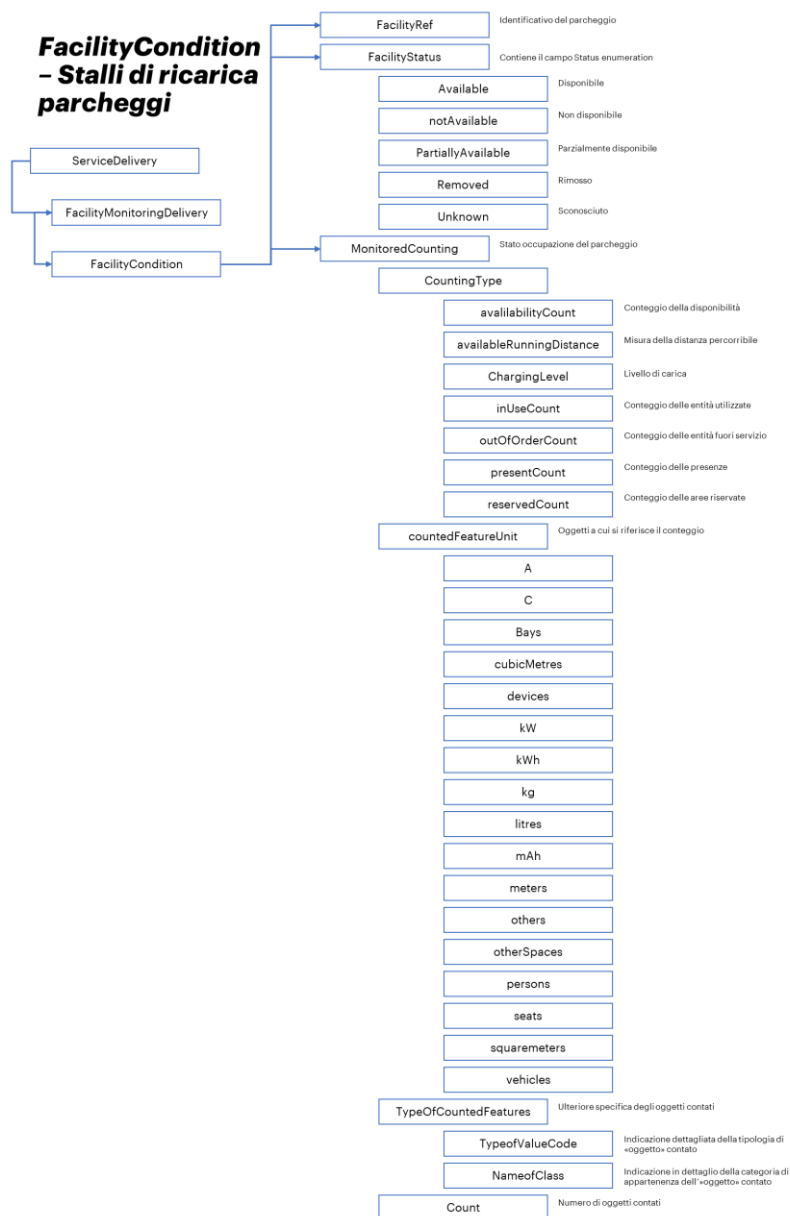 FacilityCondition
– Stalli di ricarica
parcheggi
ServiceDelivery
FacilityMonitoringDelivery
FacilityCondition
FacilityRef
Identificativo del parcheggio
FacilityStatus
Contiene il campo Status enumeration
Available
Disponibile
notAvailable
Non disponibile
PartiallyAvailable
Parzialmente disponibile
Removed
Rimosso
Unknown
Sconosciuto
MonitoredCounting
Stato occupazione del parcheggio
CountingType
avalilabilityCount
Conteggio della disponibilità
availableRunningDistance
Misura della distanza percorribile
ChargingLevel
Livello di carica
inUseCount
Conteggio delle entità utilizzate
outOfOrderCount
Conteggio delle entità fuori servizio
presentCount
Conteggio delle presenze
reservedCount
Conteggio delle aree riservate
countedFeatureUnit
Oggetti a cui si riferisce il conteggio
A
C
Bays
cubicMetres
devices
kW
kWh
kg
litres
mAh
meters
others
otherSpaces
persons
seats
squaremeters
vehicles
TypeOfCountedFeatures
Ulteriore specifica degli oggetti contati
TypeofValueCode
Indicazione dettagliata della tipologia di
«oggetto» contato
NameofClass
Indicazione in dettaglio della categoria di
appartenenza dell'«oggetto» contato
Count
Numero di oggetti contati